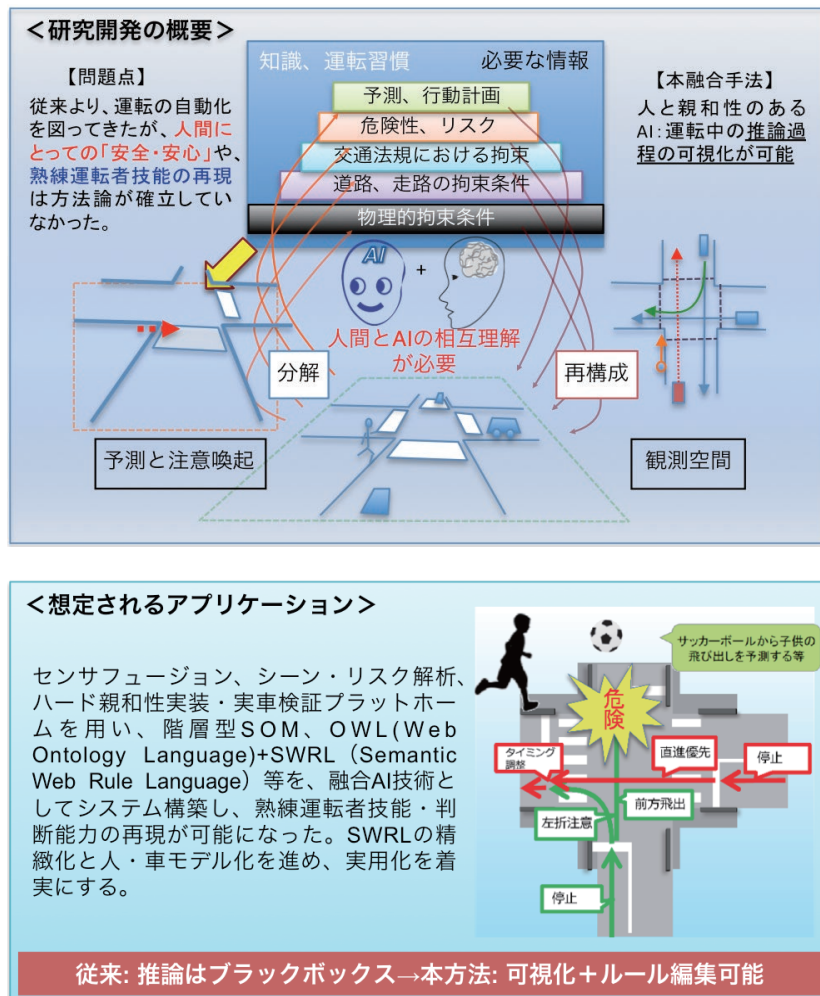 ＜研究開発の概要＞
【問題点】
従来より、運転の自動化
を図ってきたが、人間に
とっての「安全・安心」や、
熟練運転者技能の再現
は方法論が確立してい
なかった。
知識、運転習慣
必要な情報
予測、行動計画
危険性、リスク
交通法規における拘束
道路、走路の拘束条件
物理的拘束条件
【本融合手法】
人と親和性のある
AI：運転中の推論過
程の可視化が可能
AI
+
人間とAIの相互理解
が必要
分解
再構成
予測と注意喚起
観測空間
＜想定されるアプリケーション＞
センサフュージョン、シーン・リスク解析、
ハード親和性実装・実車検証プラットホー
ムを用い、階層型SOM、OWL(Web
Ontology Language)+SWRL（Semantic
Web Rule Language）等を、融合AI技術と
してシステム構築し、熟練運転者技能・判
断能力の再現が可能になった。SWRLの精
緻化と人・車モデル化を進め、実用化を着
実にする。
サッカーボールから子供の
飛び出しを予測する等
危険
タイミング
調整
直進優先
停止
左折注意
前方飛出
停止
従来: 推論はブラックボックス→本方法: 可視化＋ルール編集可能